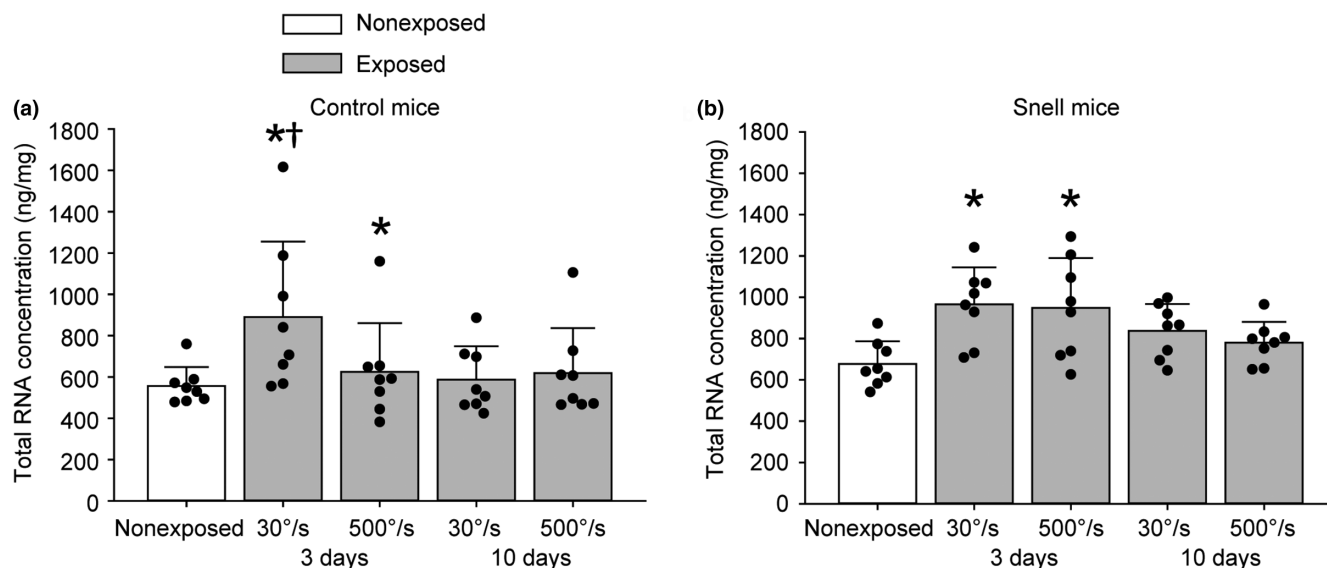 Nonexposed
Exposed
(a)
Control mice
Total RNA concentration (ng/mg)
1800
1600
1400
1200
1000
800
600
400
200
0
*†
*
Nonexposed 30°/s 500°/s 30°/s 500°/s
3 days 10 days
(b)
Snell mice
Total RNA concentration (ng/mg)
1800
1600
1400
1200
1000
800
600
400
200
0
* *
Nonexposed 30°/s 500°/s 30°/s 500°/s
3 days 10 days